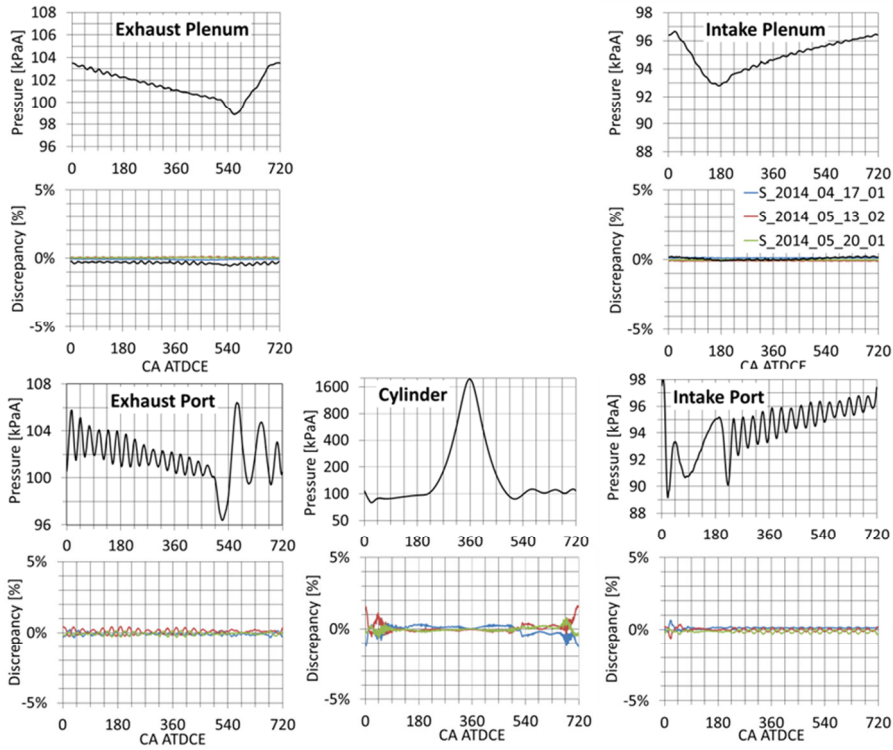 Exhaust Plenum
Pressure [kPaA]
108
106
104
102
100
98
96
0 180 360 540 720
Discrepancy [%]
5%
0%
-5%
0 180 360 540 720
CA ATDCE
Intake Plenum
Pressure [kPaA]
98
96
94
92
90
88
0 180 360 540 720
Discrepancy [%]
5%
0%
-5%
S_2014_04_17_01
S_2014_05_13_02
S_2014_05_20_01
0 180 360 540 720
CA ATDCE
Exhaust Port
Pressure [kPaA]
108
104
100
96
0 180 360 540 720
Discrepancy [%]
5%
0%
-5%
0 180 360 540 720
CA ATDCE
Cylinder
Pressure [kPaA]
1600
800
400
200
100
50
0 180 360 540 720
Discrepancy [%]
5%
0%
-5%
0 180 360 540 720
CA ATDCE
Intake Port
Pressure [kPaA]
98
96
94
92
90
88
0 180 360 540 720
Discrepancy [%]
5%
0%
-5%
0 180 360 540 720
CA ATDCE